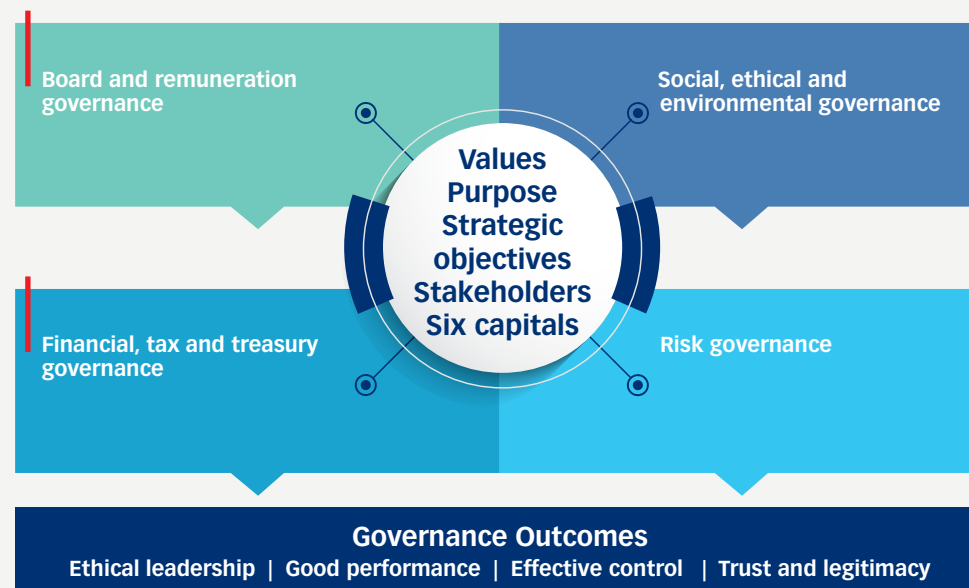 Board and remuneration
governance
Social, ethical and
environmental governance
Values
Purpose
Strategic
objectives
Stakeholders
Six capitals
Financial, tax and treasury
governance
Risk governance
Governance Outcomes
Ethical leadership | Good performance | Effective control | Trust and legitimacy